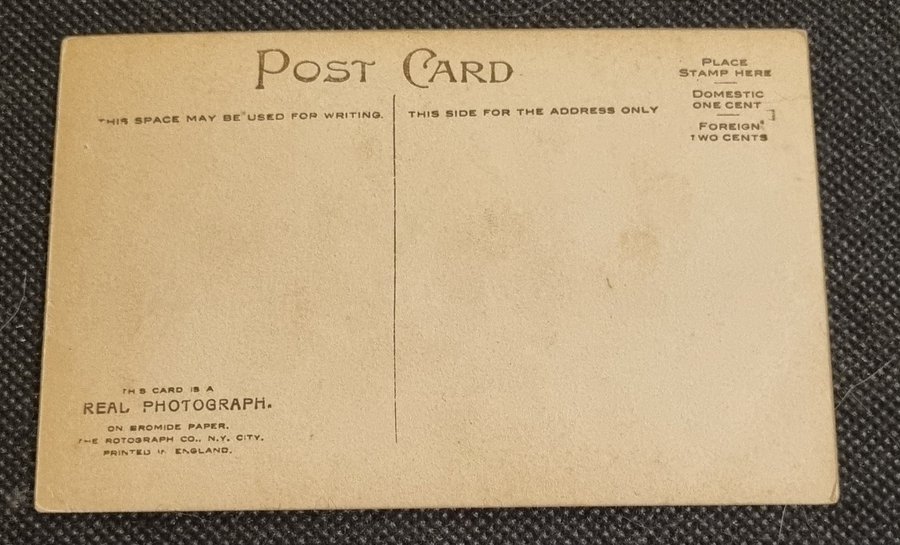 POST CARD
THIS SPACE MAY BE USED FOR WRITING.
THIS SIDE FOR THE ADDRESS ONLY
PLACE
STAMP HERE
DOMESTIC
ONE CENT
FOREIGN
TWO CENTS
THIS CARD IS A
REAL PHOTOGRAPH.
ON BROMIDE PAPER.
THE ROTOGRAPH CO., N.Y. CITY.
PRINTED IN ENGLAND.